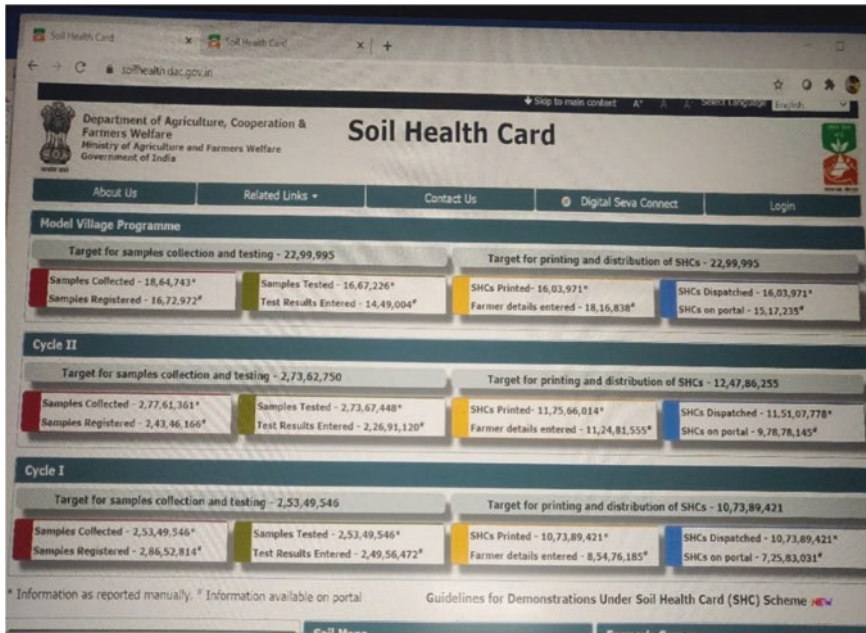 Soil Health Card
Soil Health Card
soilhealth.dac.gov.in
Skip to main content A+ A A- Select Language English
Department of Agriculture, Cooperation &
Farmers Welfare
Ministry of Agriculture and Farmers Welfare
Government of India
Soil Health Card
About Us Related Links Contact Us Digital Seva Connect Login
Model Village Programme
Target for samples collection and testing - 22,99,995 Target for printing and distribution of SHCs - 22,99,995
Samples Collected - 18,64,743* Samples Tested - 16,67,226* SHCs Printed- 16,03,971* SHCs Dispatched - 16,03,971*
Samples Registered - 16,72,972# Test Results Entered - 14,49,004# Farmer details entered - 18,16,838# SHCs on portal - 15,17,235#
Cycle II
Target for samples collection and testing - 2,73,62,750 Target for printing and distribution of SHCs - 12,47,86,255
Samples Collected - 2,77,61,361* Samples Tested - 2,73,67,448* SHCs Printed- 11,75,66,014* SHCs Dispatched - 11,51,07,778*
Samples Registered - 2,43,46,166# Test Results Entered - 2,26,91,120# Farmer details entered - 11,24,81,555# SHCs on portal - 9,78,78,145#
Cycle I
Target for samples collection and testing - 2,53,49,546 Target for printing and distribution of SHCs - 10,73,89,421
Samples Collected - 2,53,49,546* Samples Tested - 2,53,49,546* SHCs Printed - 10,73,89,421* SHCs Dispatched - 10,73,89,421*
Samples Registered - 2,86,52,814# Test Results Entered - 2,49,56,472# Farmer details entered - 8,54,76,185# SHCs on portal - 7,25,83,031#
* Information as reported manually. # Information available on portal Guidelines for Demonstrations Under Soil Health Card (SHC) Scheme NEW